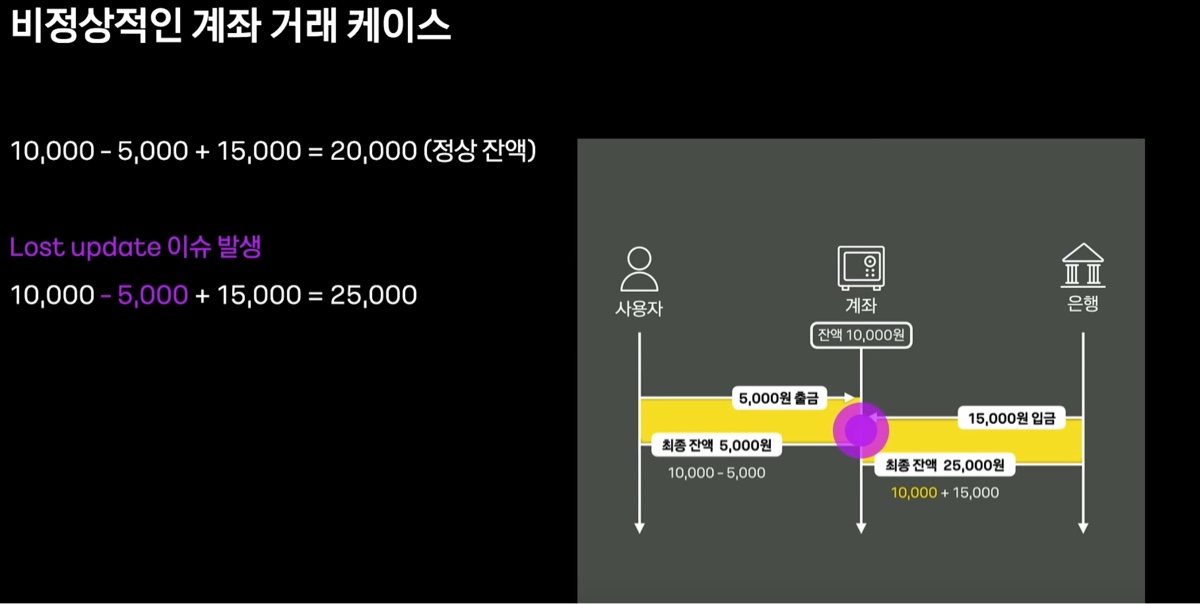 비정상적인 계좌 거래 케이스
10,000 - 5,000 + 15,000 = 20,000 (정상 잔액)
Lost update 이슈 발생
10,000 - 5,000 + 15,000 = 25,000
사용자
계좌
은행
잔액 10,000원
5,000원 출금
15,000원 입금
최종 잔액 5,000원
10,000 - 5,000
최종 잔액 25,000원
10,000 + 15,000